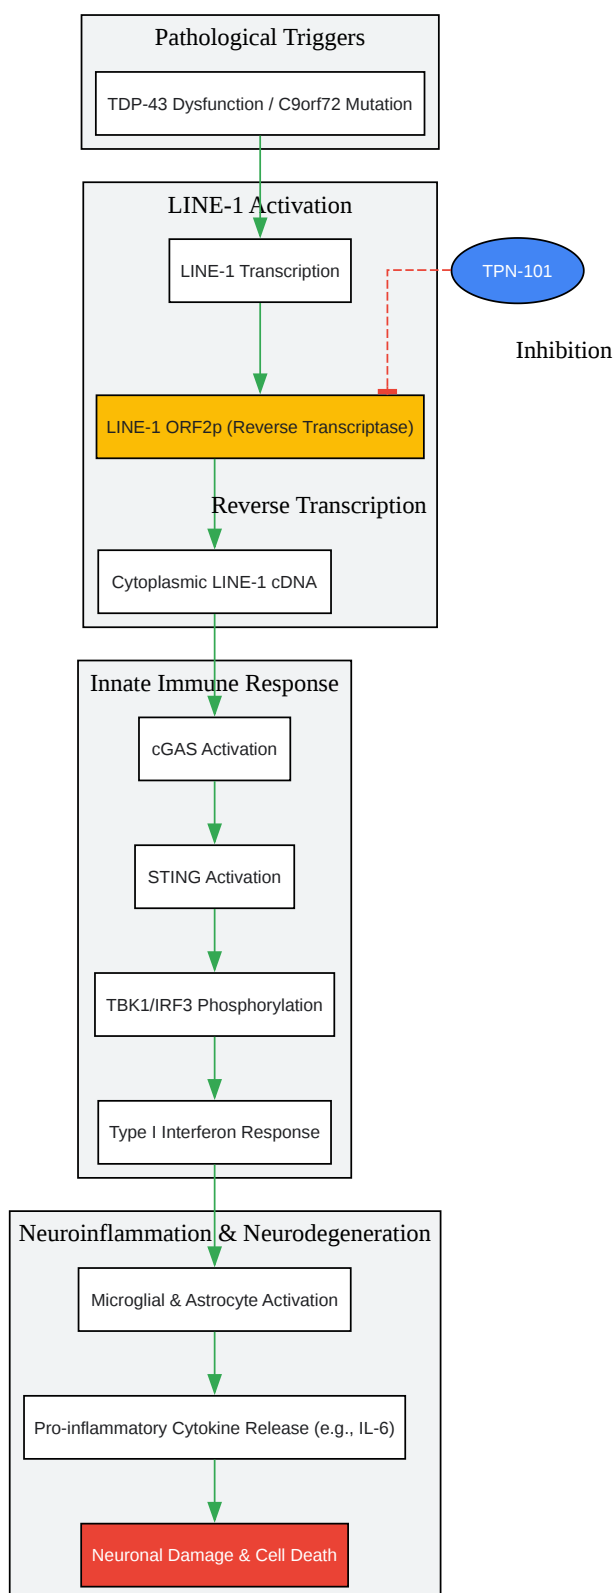 Pathological Triggers
TDP-43 Dysfunction / C9orf72 Mutation
LINE-1 Activation
LINE-1 Transcription
TPN-101
Inhibition
LINE-1 ORF2p (Reverse Transcriptase)
Reverse Transcription
Cytoplasmic LINE-1 cDNA
Innate Immune Response
cGAS Activation
STING Activation
TBK1/IRF3 Phosphorylation
Type I Interferon Response
Neuroinflammation & Neurodegeneration
Microglial & Astrocyte Activation
Pro-inflammatory Cytokine Release (e.g., IL-6)
Neuronal Damage & Cell Death